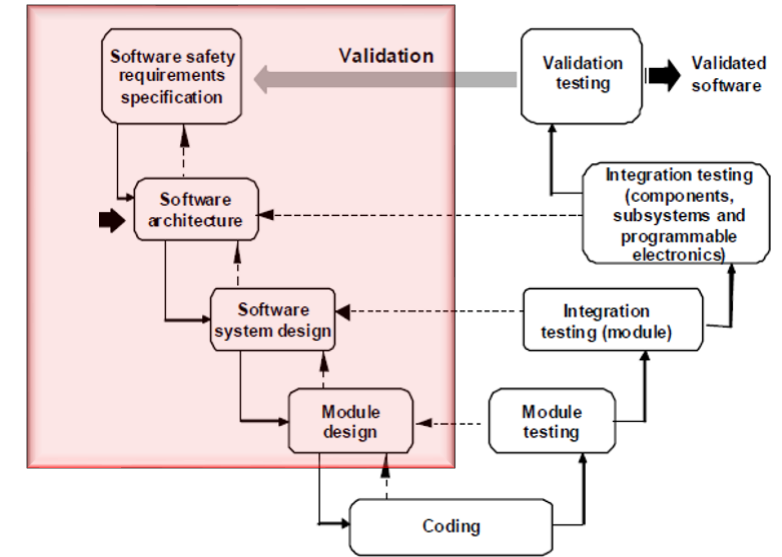 Software safety
requirements
specification
Validation
Validation
testing
Validated
software
Software
architecture
Integration testing
(components,
subsystems and
programmable
electronics)
Software
system design
Integration
testing (module)
Module
design
Module
testing
Coding